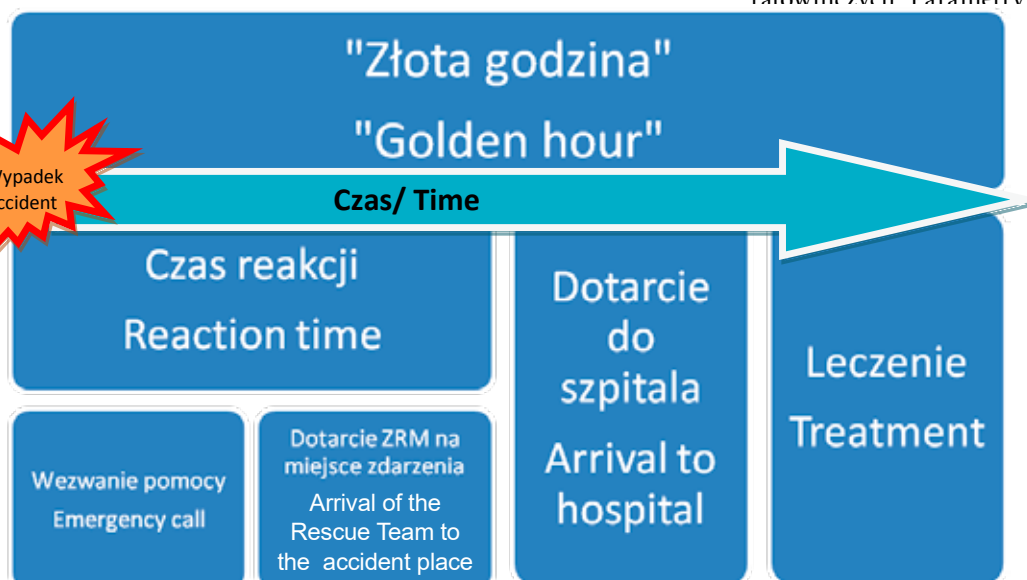 "Złota godzina"
"Golden hour"
Czas/ Time
Czas reakcji
Reaction time
Wezwanie pomocy
Emergency call
Dotarcie ZRM na
miejsce zdarzenia
Arrival of the
Rescue Team to
the accident place
Dotarcie
do
szpitala
Arrival to
hospital
Leczenie
Treatment